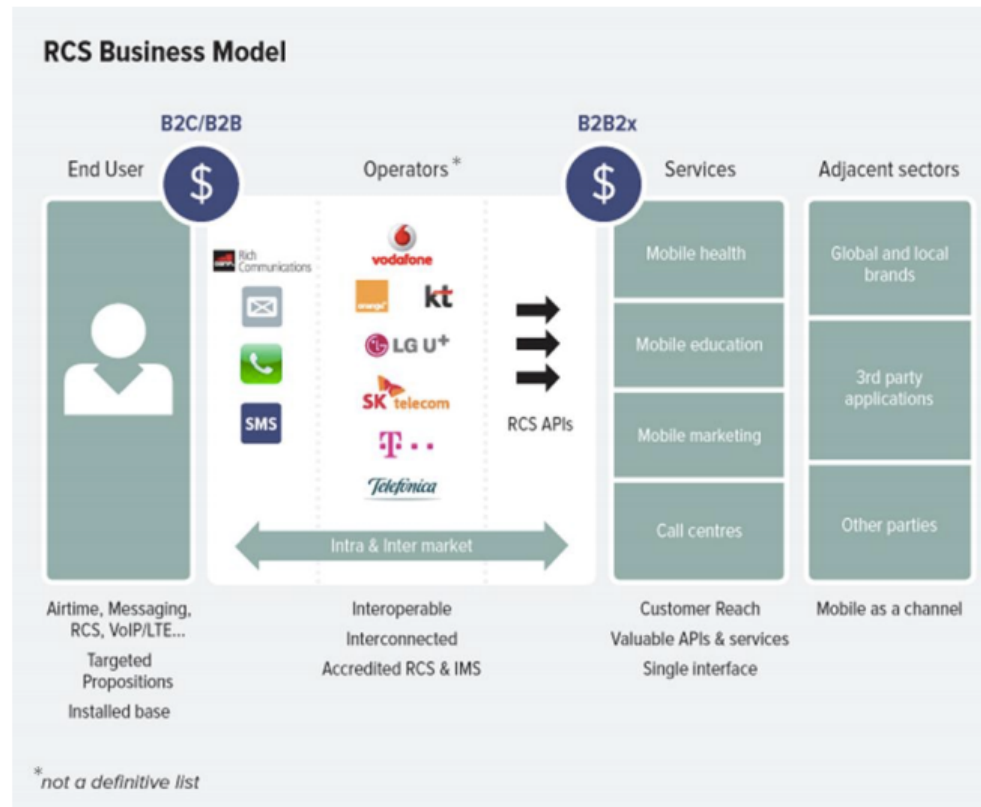 RCS Business Model
B2C/B2B
B2B2x
End User
$
Operators*
$
Services
Adjacent sectors
Rich
Communications
SMS
vodafone
orange
kt
LG U+
SK telecom
T
Telefónica
RCS APIs
Intra & Inter market
Mobile health
Mobile education
Mobile marketing
Call centres
Global and local
brands
3rd party
applications
Other parties
Airtime, Messaging,
RCS, VoIP/LTE...
Targeted
Propositions
Installed base
Interoperable
Interconnected
Accredited RCS & IMS
Customer Reach
Valuable APIs & services
Single interface
Mobile as a channel
*not a definitive list